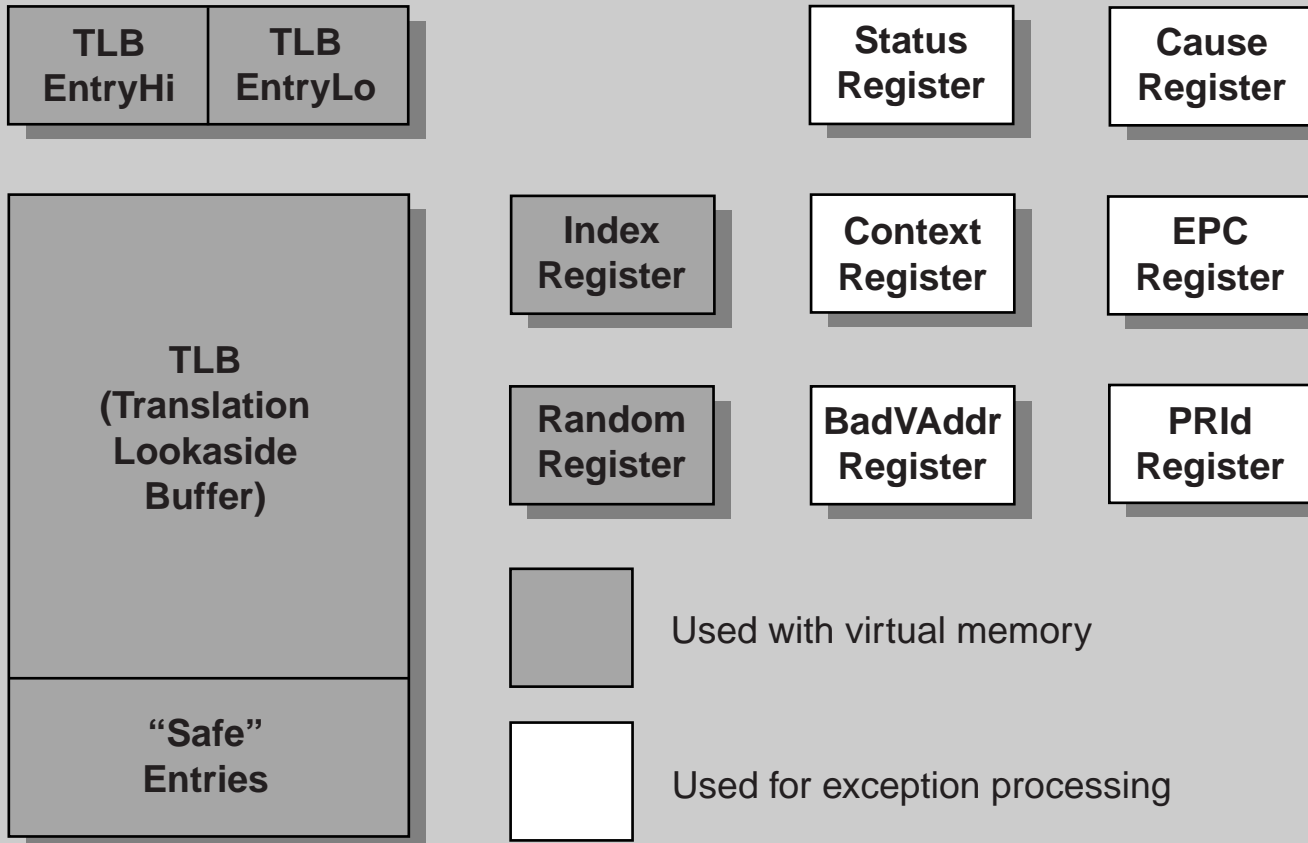 TLB
EntryHi
TLB
EntryLo
Status
Register
Cause
Register
TLB
(Translation
Lookaside
Buffer)
Index
Register
Context
Register
EPC
Register
Random
Register
BadVAddr
Register
PRId
Register
“Safe”
Entries
Used with virtual memory
Used for exception processing